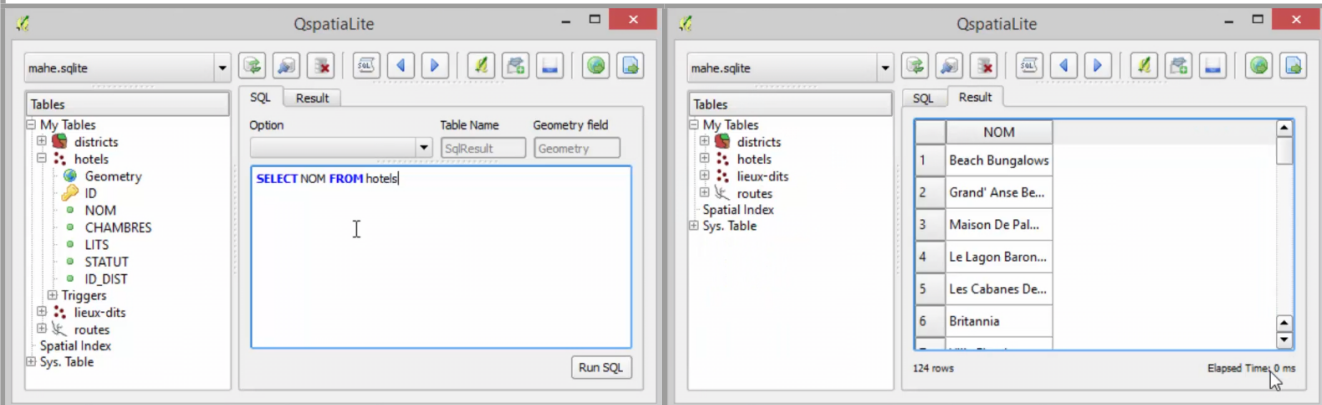 QspatiaLite
mahe.sqlite
Tables
My Tables
districts
hotels
Geometry
ID
NOM
CHAMBRES
LITS
STATUT
ID_DIST
Triggers
lieux-dits
routes
Spatial Index
Sys. Table
SQL Result
Option Table Name Geometry field
SqlResult Geometry
SELECT NOM FROM hotels
Run SQL
QspatiaLite
mahe.sqlite
Tables
My Tables
districts
hotels
lieux-dits
routes
Spatial Index
Sys. Table
SQL Result
NOM
1 Beach Bungalows
2 Grand' Anse Be...
3 Maison De Pal...
4 Le Lagon Baron...
5 Les Cabanes De...
6 Britannia
124 rows Elapsed Time: 0 ms